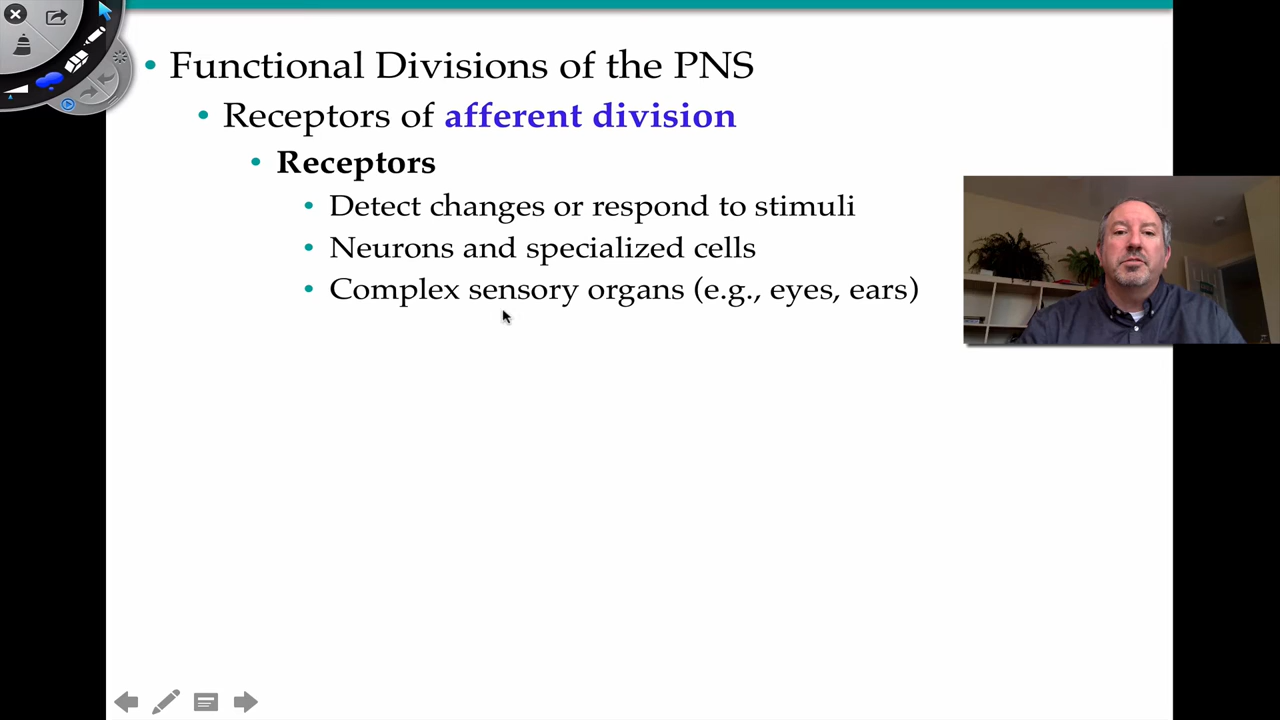 Functional Divisions of the PNS
Receptors of afferent division
Receptors
Detect changes or respond to stimuli
Neurons and specialized cells
Complex sensory organs (e.g., eyes, ears)